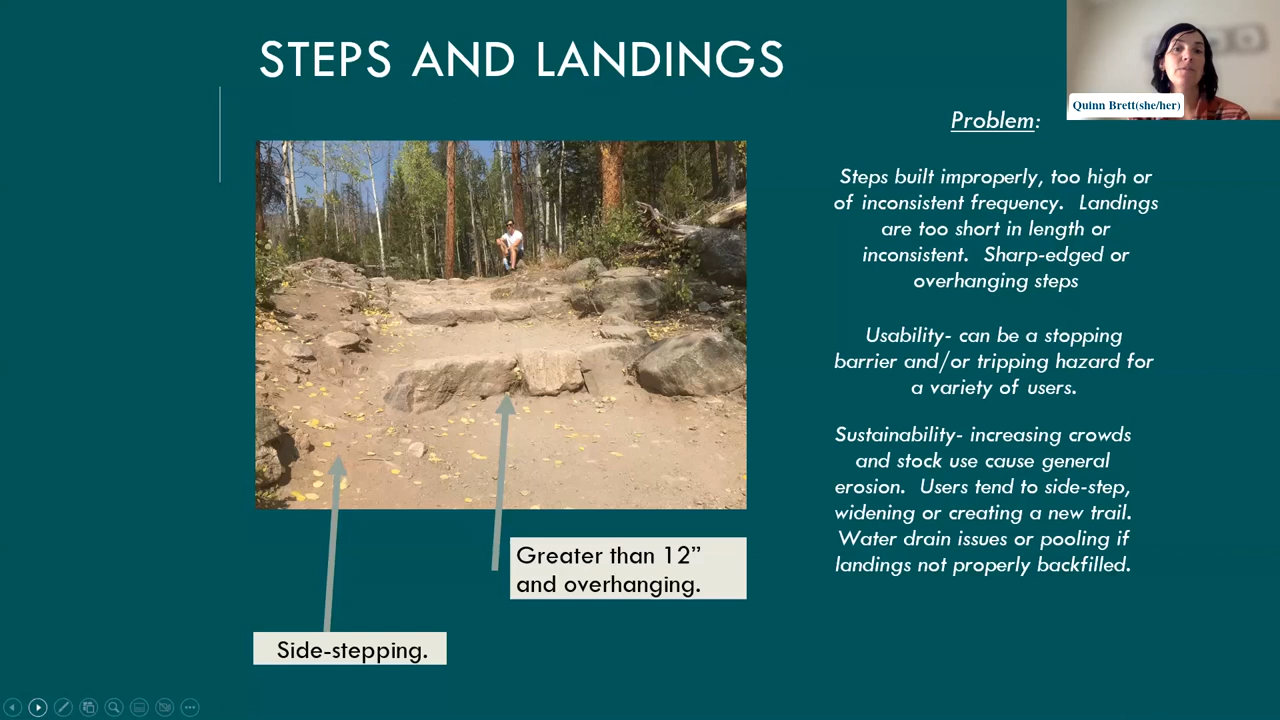 STEPS AND LANDINGS
Quinn Brett(she/her)
Problem:
Steps built improperly, too high or
of inconsistent frequency. Landings
are too short in length or
inconsistent. Sharp-edged or
overhanging steps
Usability- can be a stopping
barrier and/or tripping hazard for
a variety of users.
Sustainability- increasing crowds
and stock use cause general
erosion. Users tend to side-step,
widening or creating a new trail.
Water drain issues or pooling if
landings not properly backfilled.
Greater than 12”
and overhanging.
Side-stepping.